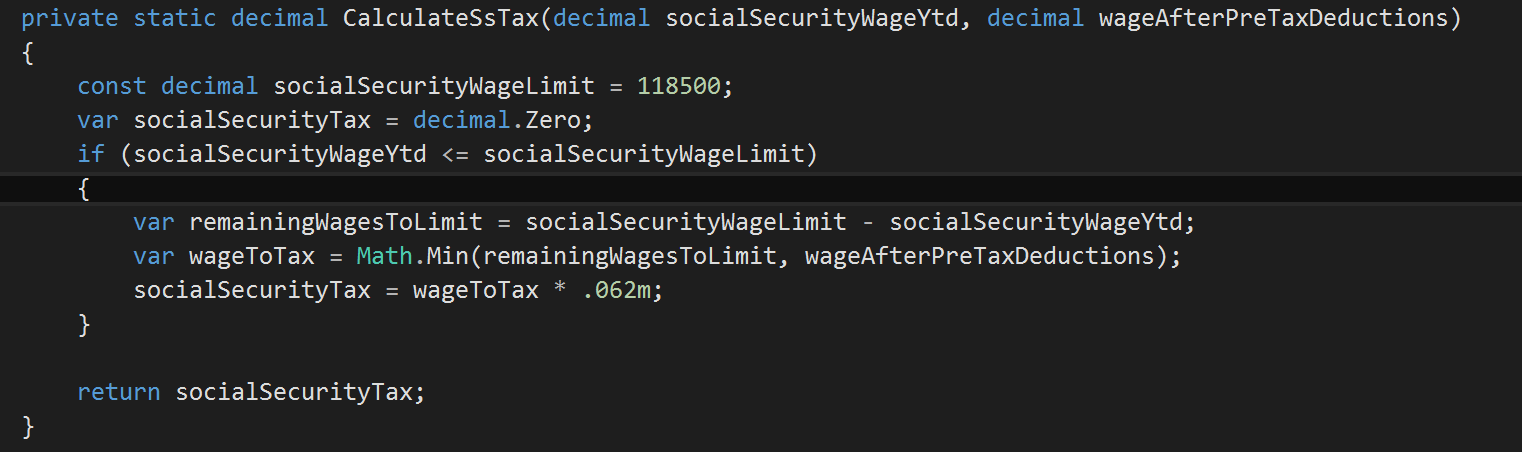 private static decimal CalculateSsTax(decimal socialSecurityWageYtd, decimal wageAfterPreTaxDeductions)
{
    const decimal socialSecurityWageLimit = 118500;
    var socialSecurityTax = decimal.Zero;
    if (socialSecurityWageYtd <= socialSecurityWageLimit)
    {
        var remainingWagesToLimit = socialSecurityWageLimit - socialSecurityWageYtd;
        var wageToTax = Math.Min(remainingWagesToLimit, wageAfterPreTaxDeductions);
        socialSecurityTax = wageToTax * .062m;
    }

    return socialSecurityTax;
}